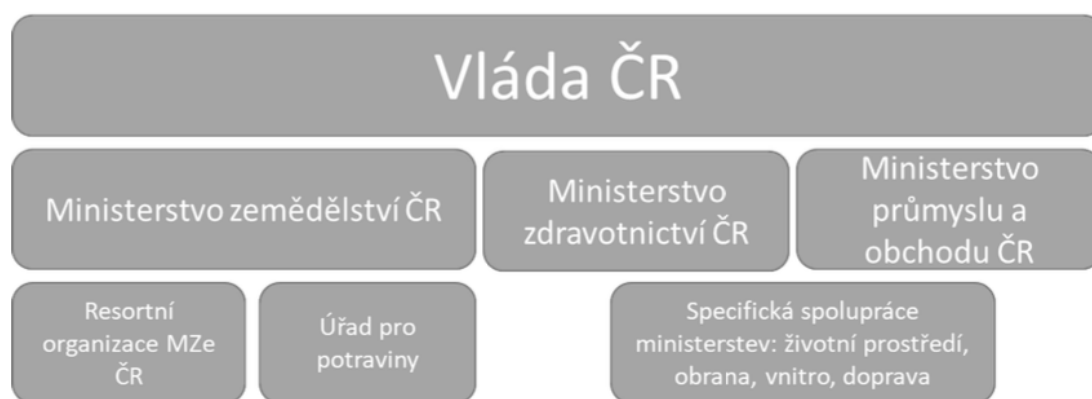 Vláda ČR
Ministerstvo zemědělství ČR
Ministerstvo
zdravotnictví ČR
Ministerstvo
průmyslu a
obchodu ČR
Resortní
organizace MZe
ČR
Úřad pro
potraviny
Specifická spolupráce
ministerstev: životní prostředí,
obrana, vnitro, doprava